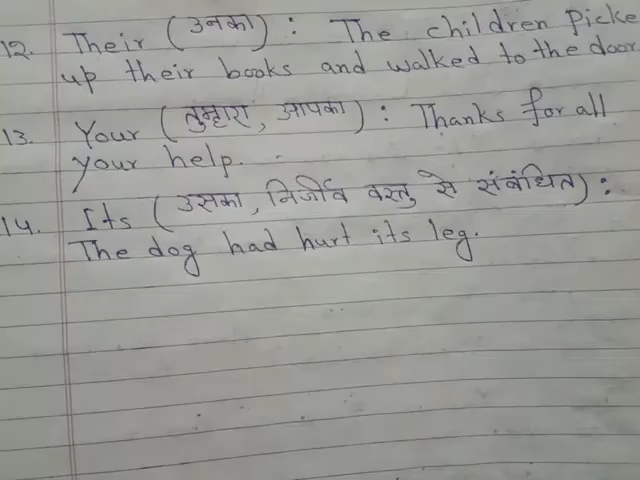 12. Their (उनका) : The children picke
up their books and walked to the door
13. Your (तुम्हारा, आपका) : Thanks for all
your help.
14. Its (उसका, निर्जीव वस्तु से संबंधित) :
The dog had hurt its leg.